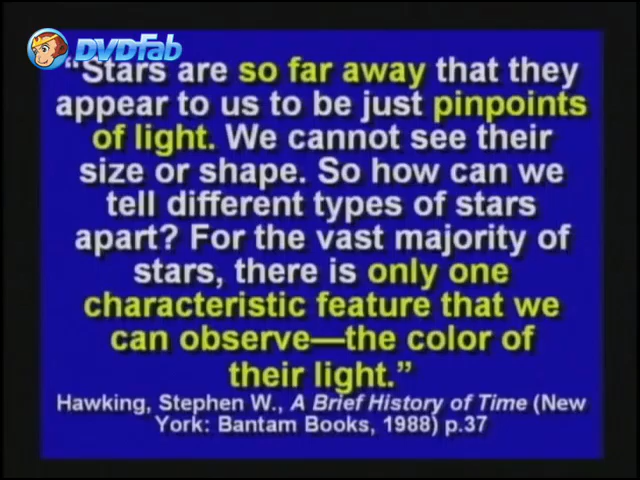 DVDFab
“Stars are so far away that they
appear to us to be just pinpoints
of light. We cannot see their
size or shape. So how can we
tell different types of stars
apart? For the vast majority of
stars, there is only one
characteristic feature that we
can observe—the color of
their light.”
Hawking, Stephen W., A Brief History of Time (New
York: Bantam Books, 1988) p.37